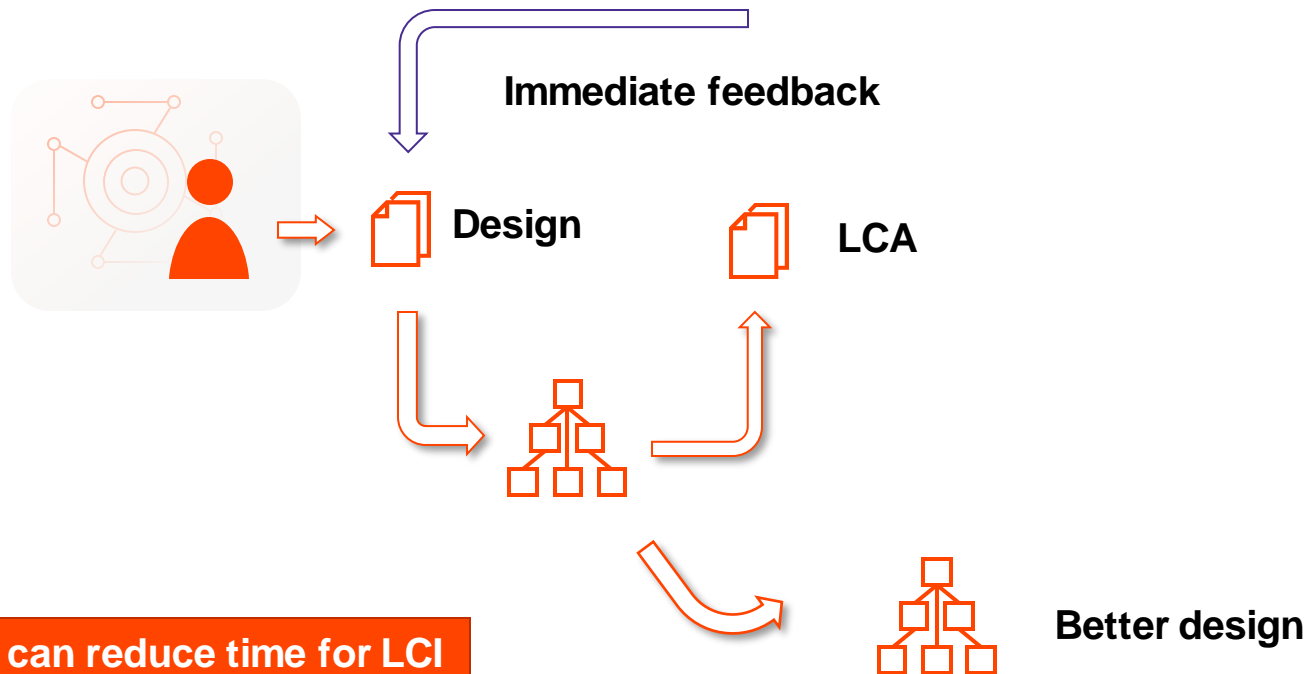 Immediate feedback
Design
LCA
Better design
can reduce time for LCI